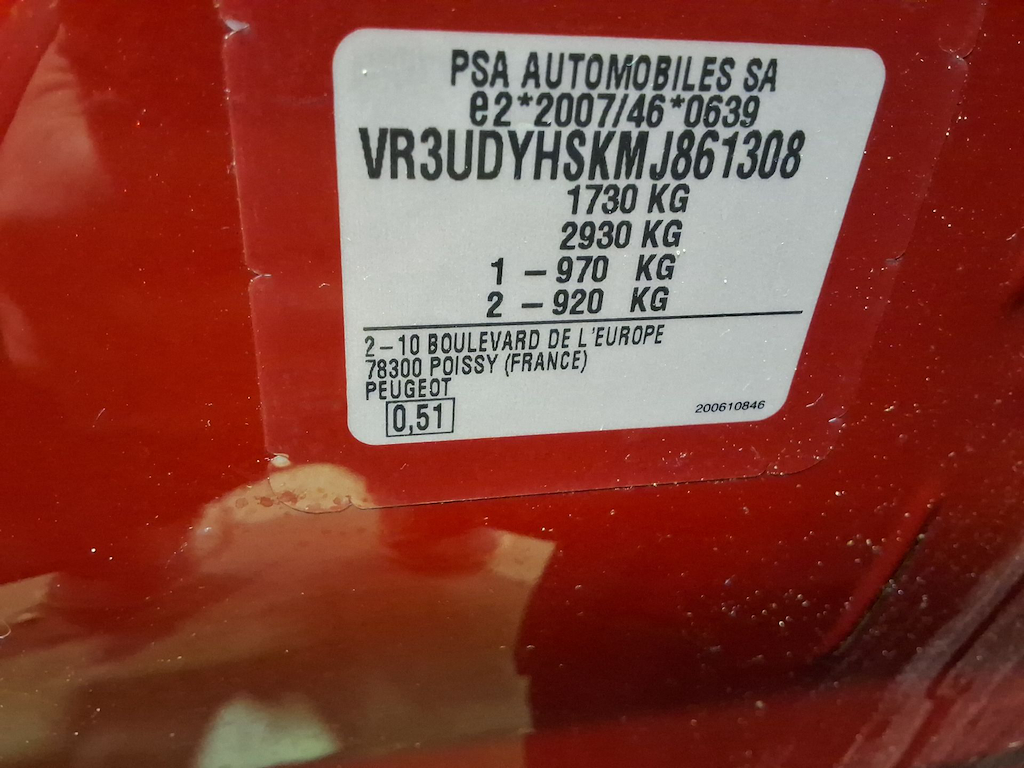 PSA AUTOMOBILES SA
e2*2007/46*0639
VR3UDYHSKMJ861308
1730 KG
2930 KG
1 - 970 KG
2 - 920 KG
2 - 10 BOULEVARD DE L'EUROPE
78300 POISSY (FRANCE)
PEUGEOT
0,51
200610846